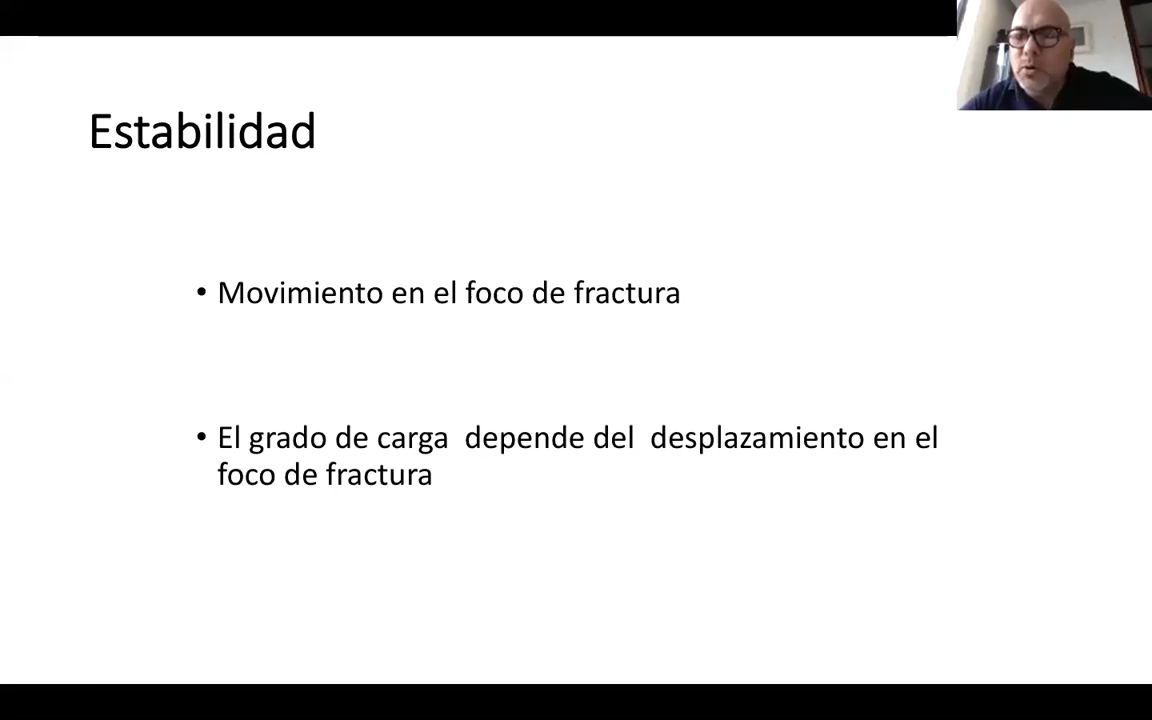 Estabilidad
• Movimiento en el foco de fractura
• El grado de carga  depende del  desplazamiento en el
foco de fractura